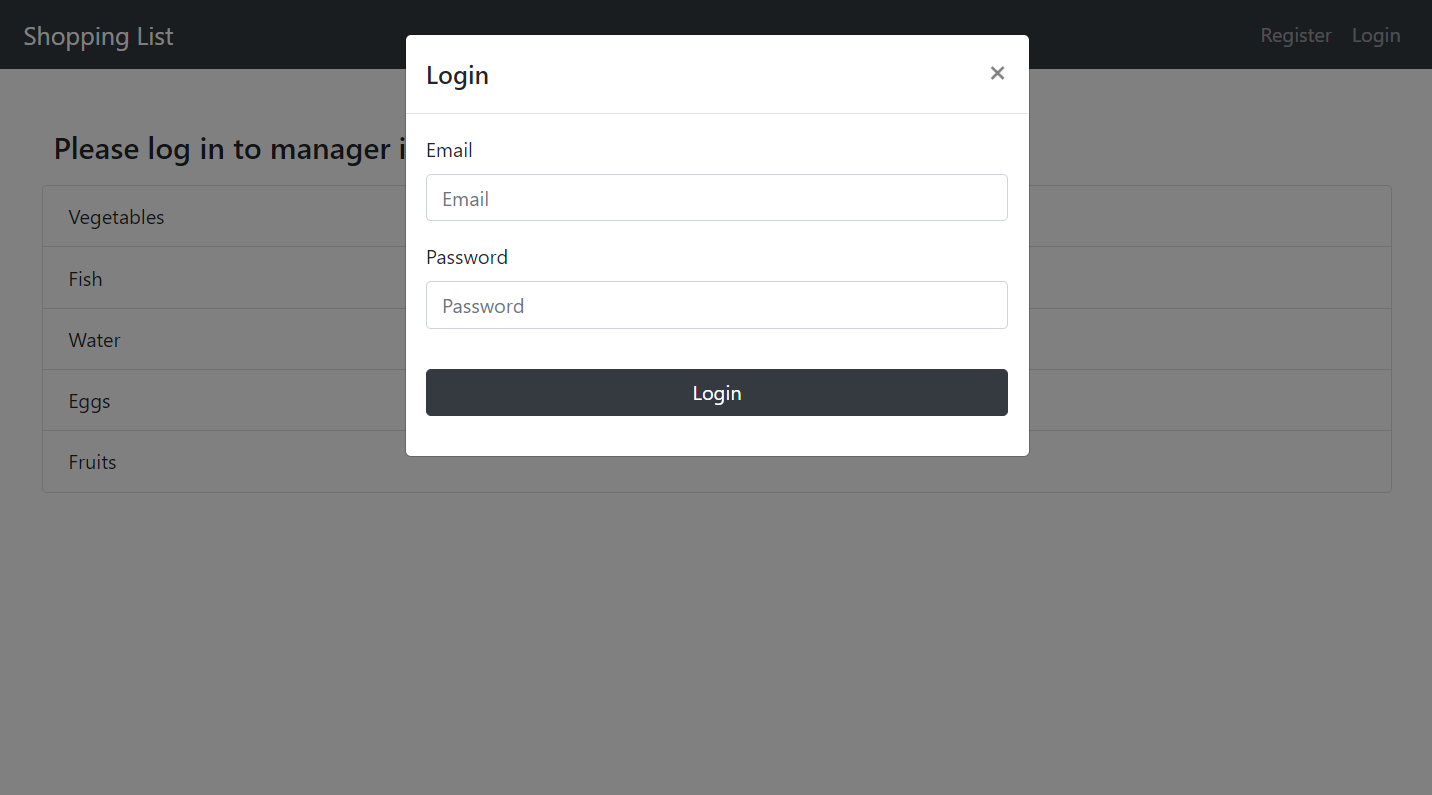 Shopping List
Register
Login
Login
×
Please log in to manager
Email
Email
Password
Password
Login
Vegetables
Fish
Water
Eggs
Fruits